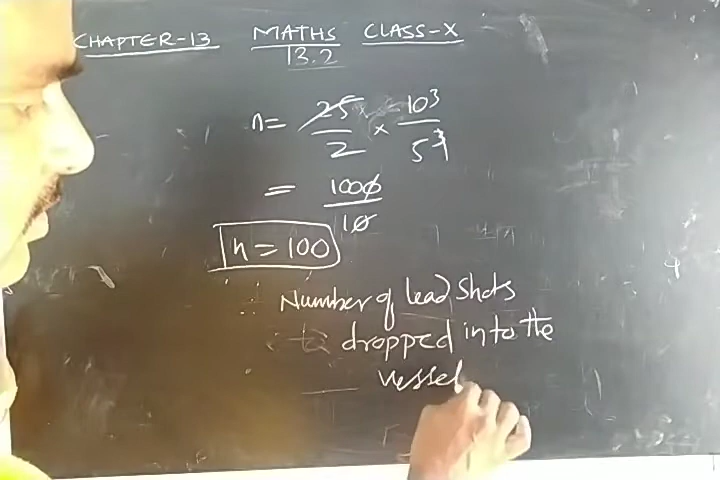 CHAPTER-13 MATHS CLASS-X
13.2
n = 25/2 × 10³/5³
= 1000/10
n = 100
∴ Number of lead shots
dropped into the
vessel